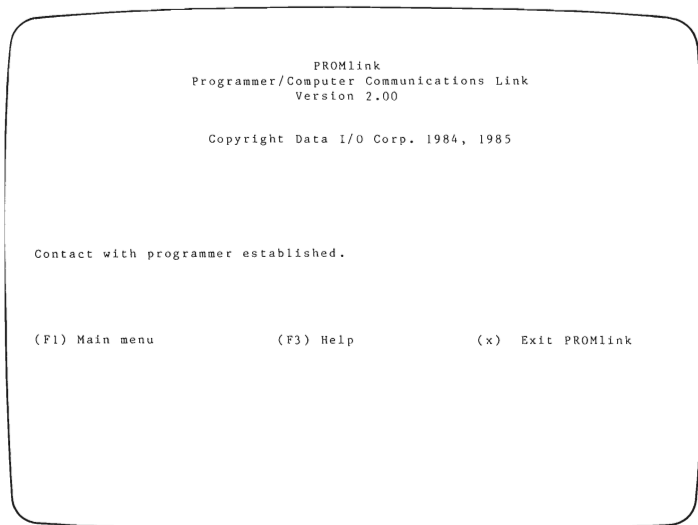 PROMlink
Programmer/Computer Communications Link
Version 2.00
Copyright Data I/O Corp. 1984, 1985
Contact with programmer established.
(F1) Main menu (F3) Help (x) Exit PROMlink